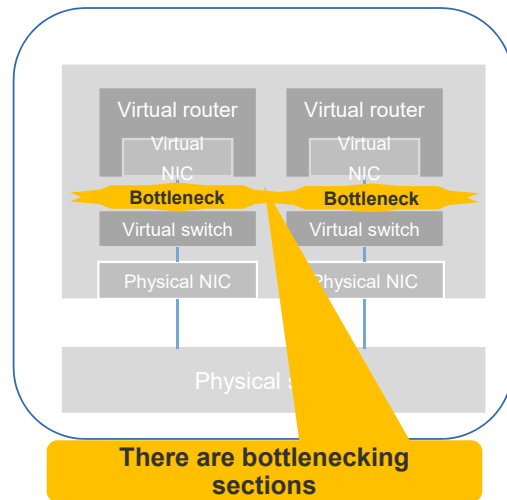 Virtual router
Virtual router
Virtual
NIC
Virtual
NIC
Bottleneck
Bottleneck
Virtual switch
Virtual switch
Physical NIC
Physical NIC
Physical
There are bottlenecking
sections